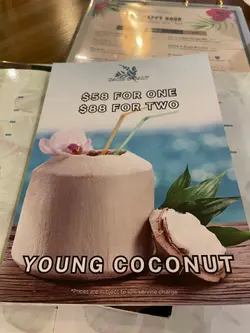 $58 FOR ONE
$88 FOR TWO
YOUNG COCONUT
*Prices are subject to 10% service charge